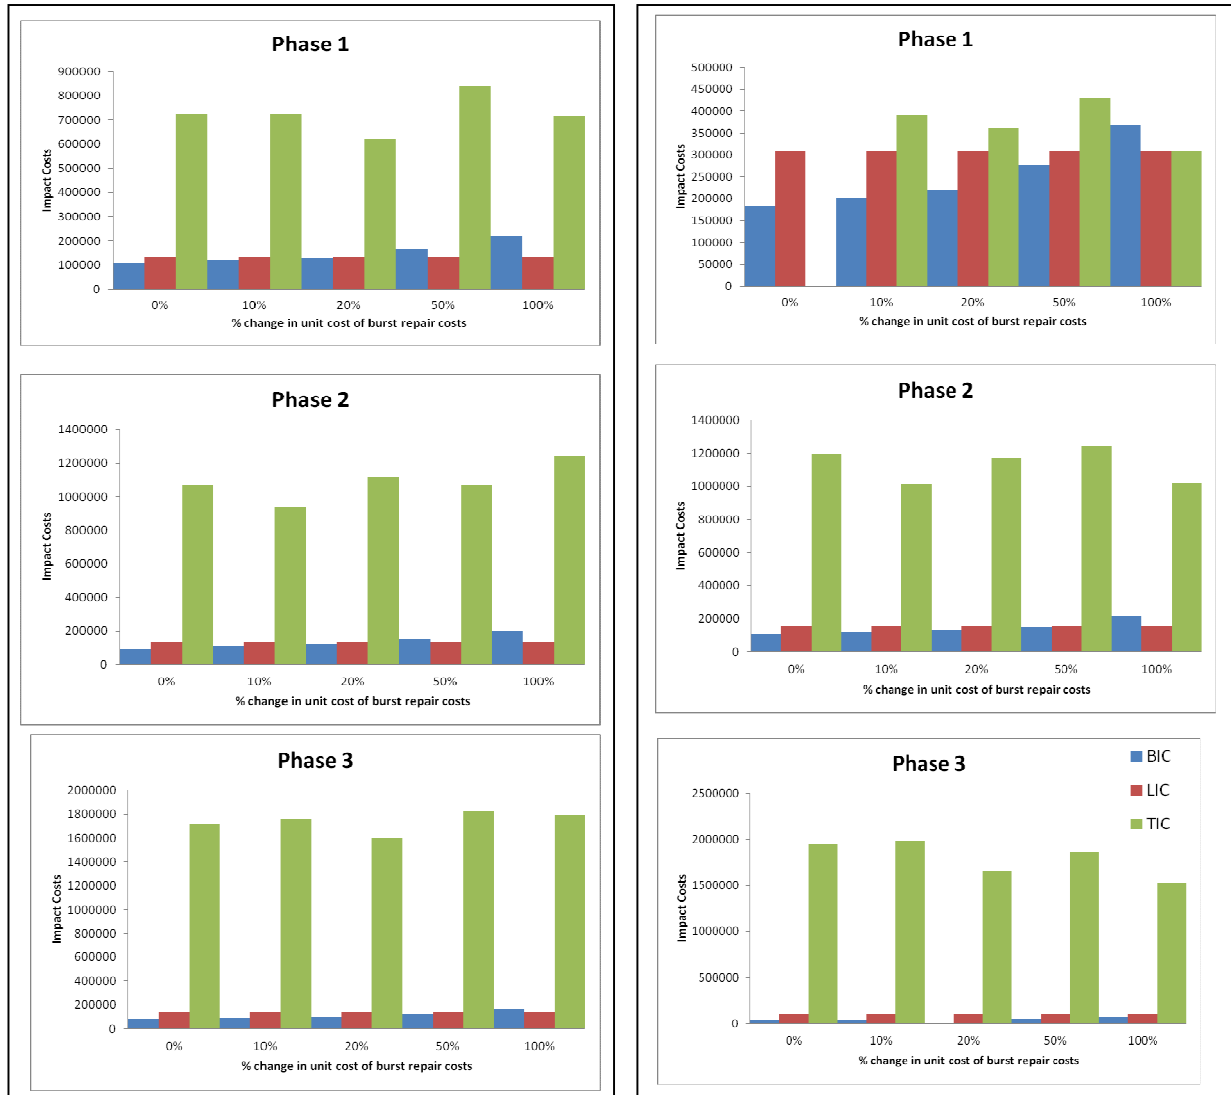 Phase 1
900000
800000
700000
600000
500000
400000
300000
200000
100000
0
Impact Costs
0% 10% 20% 50% 100%
% change in unit cost of burst repair costs
Phase 2
1400000
1200000
1000000
800000
600000
400000
200000
0
Impact Costs
0% 10% 20% 50% 100%
% change in unit cost of burst repair costs
Phase 3
2000000
1800000
1600000
1400000
1200000
1000000
800000
600000
400000
200000
0
Impact Costs
0% 10% 20% 50% 100%
% change in unit cost of burst repair costs
Phase 1
500000
450000
400000
350000
300000
250000
200000
150000
100000
50000
0
Impact Costs
0% 10% 20% 50% 100%
% change in unit cost of burst repair costs
Phase 2
1400000
1200000
1000000
800000
600000
400000
200000
0
Impact Costs
0% 10% 20% 50% 100%
% change in unit cost of burst repair costs
Phase 3
BIC
LIC
TIC
2500000
2000000
1500000
1000000
500000
0
Impact Costs
0% 10% 20% 50% 100%
% change in unit cost of burst repair costs